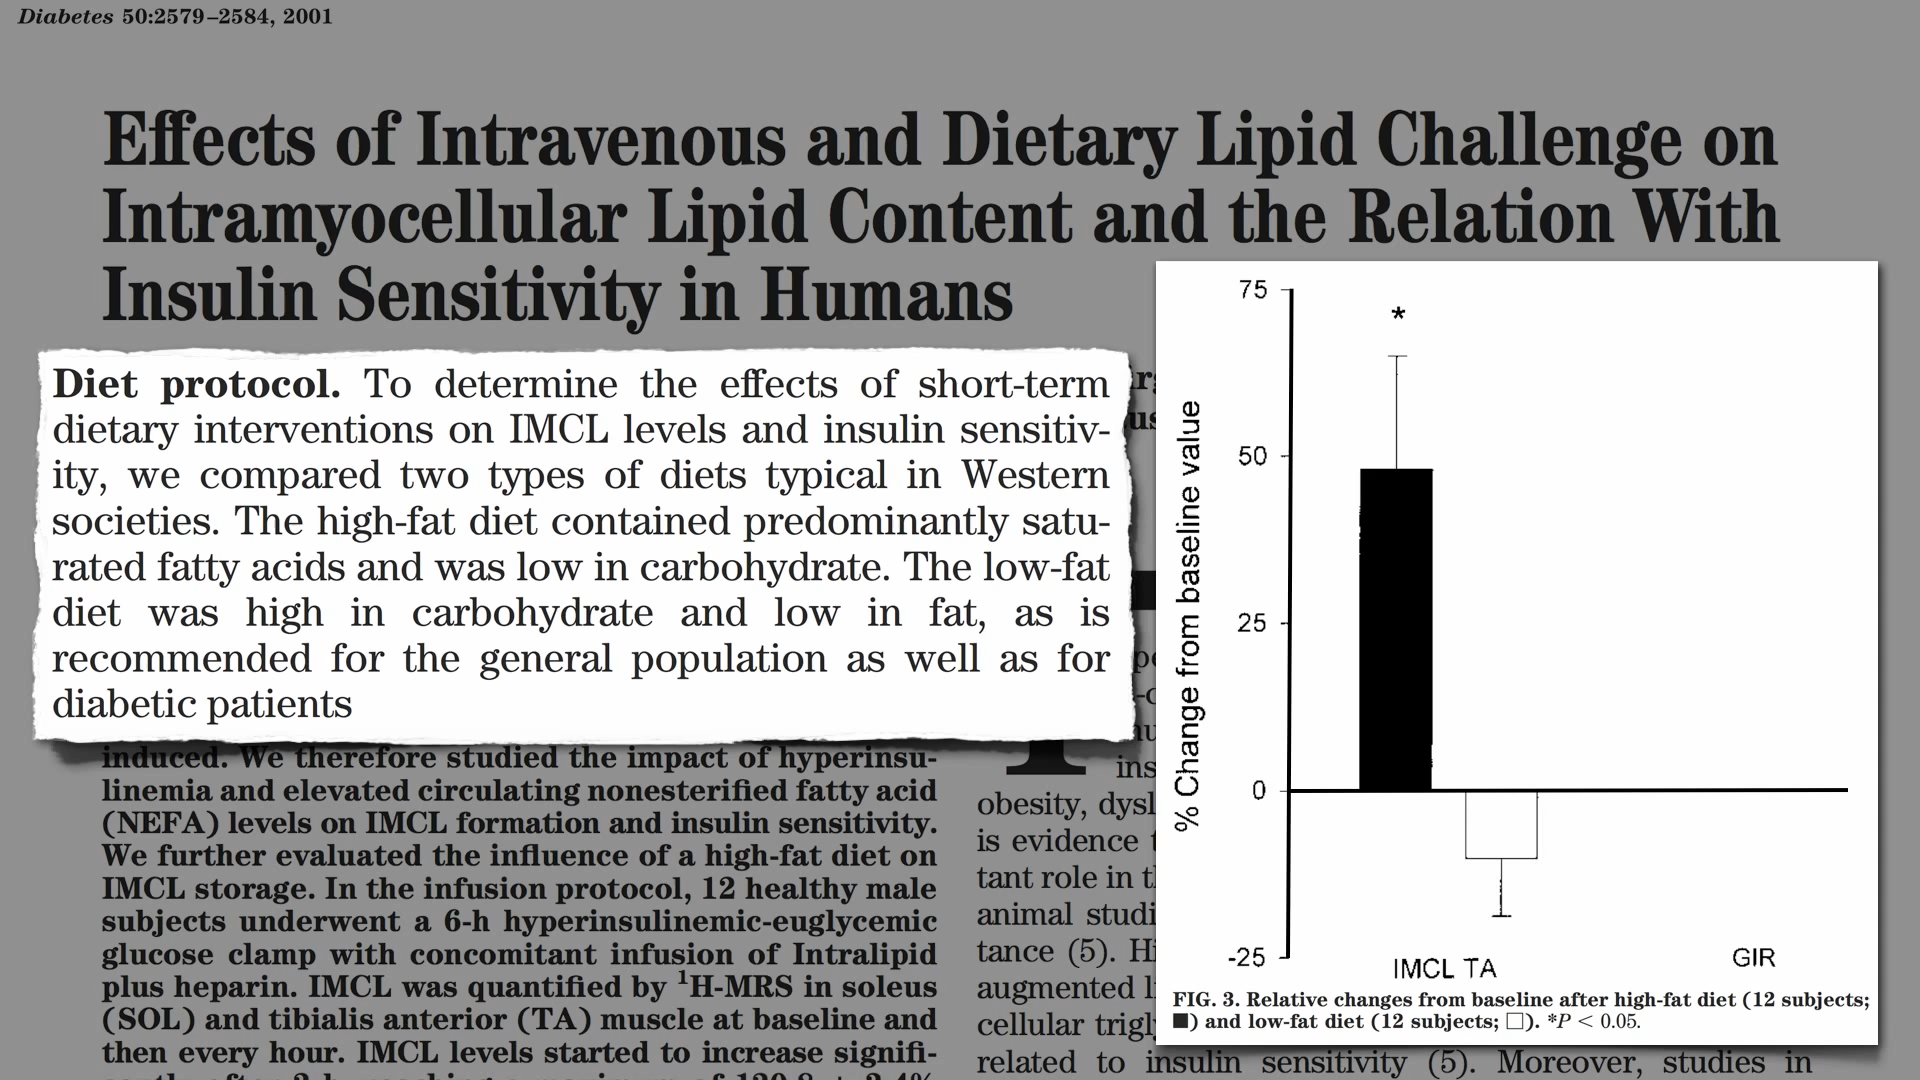 Diabetes 50:2579–2584, 2001
Effects of Intravenous and Dietary Lipid Challenge on
Intramyocellular Lipid Content and the Relation With
Insulin Sensitivity in Humans
Diet protocol. To determine the effects of short-term
dietary interventions on IMCL levels and insulin sensitiv-
ity, we compared two types of diets typical in Western
societies. The high-fat diet contained predominantly satu-
rated fatty acids and was low in carbohydrate. The low-fat
diet was high in carbohydrate and low in fat, as is
recommended for the general population as well as for
diabetic patients
induced. We therefore studied the impact of hyperinsu-
linemia and elevated circulating nonesterified fatty acid
(NEFA) levels on IMCL formation and insulin sensitivity.
We further evaluated the influence of a high-fat diet on
IMCL storage. In the infusion protocol, 12 healthy male
subjects underwent a 6-h hyperinsulinemic-euglycemic
glucose clamp with concomitant infusion of Intralipid
plus heparin. IMCL was quantified by ¹H-MRS in soleus
(SOL) and tibialis anterior (TA) muscle at baseline and
then every hour. IMCL levels started to increase signifi-
obesity,
is evidence
tant role in
animal
tance (5).
augmented
cellular
related to insulin sensitivity (5). Moreover, studies in
% Change from baseline value
75
50
25
0
-25
*
IMCL TA
GIR
FIG. 3. Relative changes from baseline after high-fat diet (12 subjects;
■) and low-fat diet (12 subjects; □). *P < 0.05.